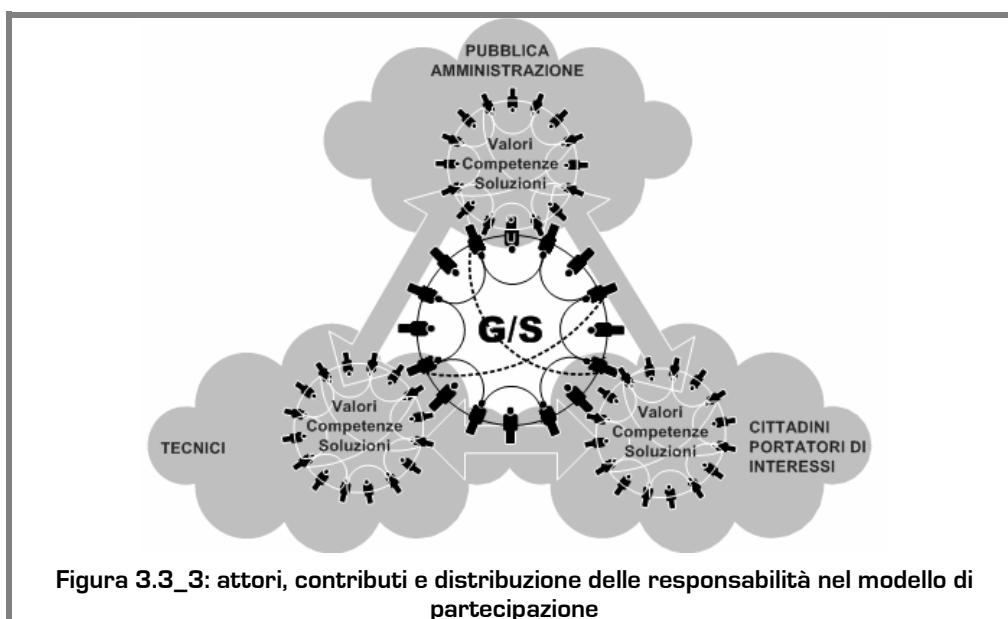 PUBBLICA
AMMINISTRAZIONE
Valori
Competenze
Soluzioni
U
G/S
TECNICI
Valori
Competenze
Soluzioni
Valori
Competenze
Soluzioni
CITTADINI
PORTATORI DI
INTERESSI
Figura 3.3_3: attori, contributi e distribuzione delle responsabilità nel modello di
partecipazione